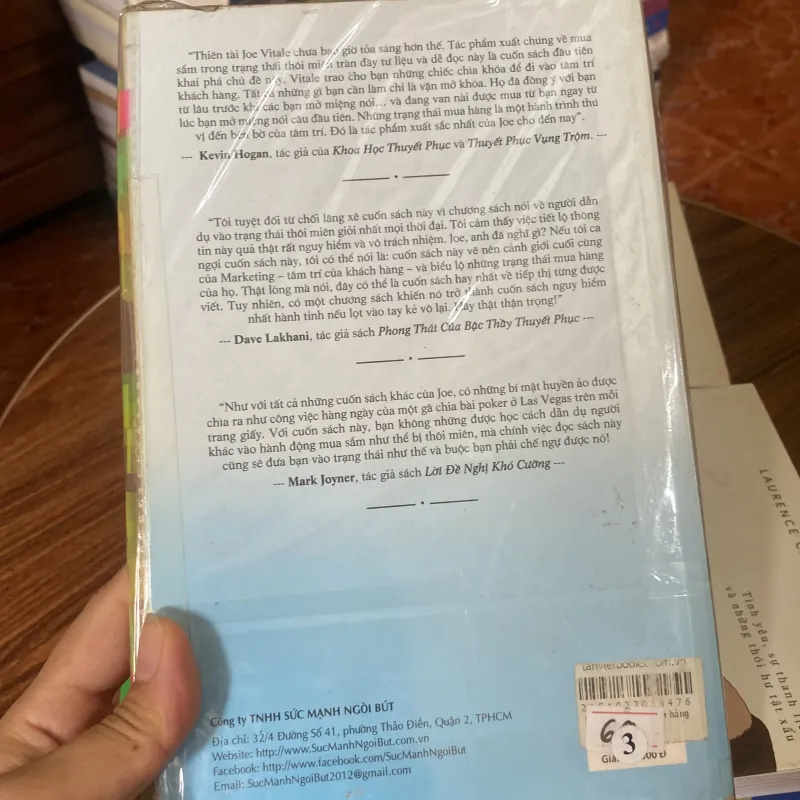 “Thiên tài Joe Vitale chưa bao giờ tỏa sáng hơn thế. Tác phẩm xuất chúng về mua
sắm trong trạng thái thôi miên tràn đầy tư liệu và dễ đọc này là cuốn sách đầu tiên
khai phá chủ đề này. Vitale trao cho bạn những chiếc chìa khóa để đi vào tâm trí
khách hàng. Tất cả những gì bạn cần làm chỉ là vặn mở khóa. Họ đã đồng ý với bạn
từ lâu trước khi các bạn mở miệng nói... và đang van nài được mua từ bạn ngay từ
lúc bạn mở miệng nói câu đầu tiên. Những trạng thái mua hàng là một hành trình thú
vị đến bến bờ của tâm trí. Đó là tác phẩm xuất sắc nhất của Joe cho đến nay”.
--- Kevin Hogan, tác giả của Khoa Học Thuyết Phục và Thuyết Phục Vụng Trộm. ---
“Tôi tuyệt đối từ chối lăng xê cuốn sách này vì chương sách nói về người dẫn
dụ vào trạng thái thôi miên giỏi nhất mọi thời đại. Tôi cảm thấy việc tiết lộ thông
tin này quả thật rất nguy hiểm và vô trách nhiệm. Joe, anh đã nghĩ gì? Nếu tôi ca
ngợi cuốn sách này, tôi có thể nói là: cuốn sách này vẽ nên cảnh giới cuối cùng
của Marketing – tâm trí của khách hàng – và biểu lộ những trạng thái mua hàng
của họ. Thật lòng mà nói, đây có thể là cuốn sách hay nhất về tiếp thị từng được
viết. Tuy nhiên, có một chương sách khiến nó trở thành cuốn sách nguy hiểm
nhất hành tinh nếu lọt vào tay kẻ vô lại. Hãy thật thận trọng!”
--- Dave Lakhani, tác giả sách Phong Thái Của Bậc Thầy Thuyết Phục ---
“Như với tất cả những cuốn sách khác của Joe, có những bí mật huyền ảo được
chìa ra như công việc hàng ngày của một gã chia bài poker ở Las Vegas trên mỗi
trang giấy. Với cuốn sách này, bạn không những được học cách dẫn dụ người
khác vào hành động mua sắm như thể bị thôi miên, mà chính việc đọc sách này
cũng sẽ đưa bạn vào trạng thái như thế và buộc bạn phải chế ngự được nó!
--- Mark Joyner, tác giả sách Lời Đề Nghị Khó Cưỡng ---
Công ty TNHH SỨC MẠNH NGÒI BÚT
Địa chỉ: 32/4 Đường Số 41, phường Thảo Điền, Quận 2, TPHCM
Website: http://www.SucManhNgoiBut.com.vn
Facebook: http://www.facebook.com/SucManhNgoiBut
Email: SucManhNgoiBut2012@gmail.com
hàng
3
LAURENCE
Tình yêu, sự thanh
và những thói hư tật xấu